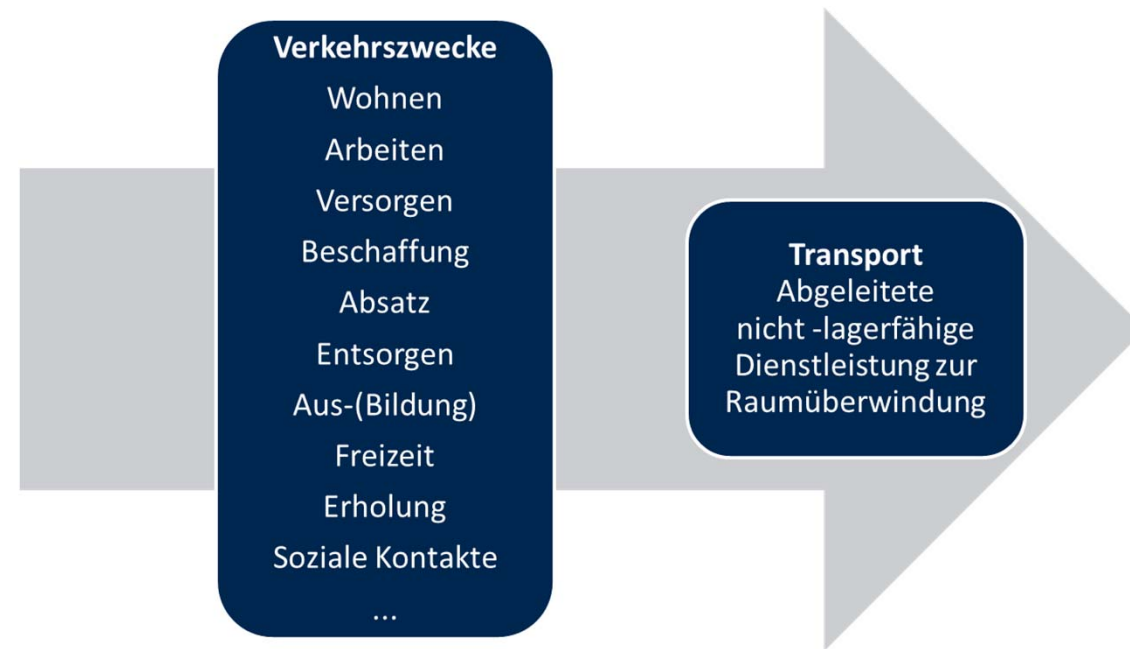 Verkehrszwecke
Wohnen
Arbeiten
Versorgen
Beschaffung
Absatz
Entsorgen
Aus-(Bildung)
Freizeit
Erholung
Soziale Kontakte
...
Transport
Abgeleitete
nicht -lagerfähige
Dienstleistung zur
Raumüberwindung